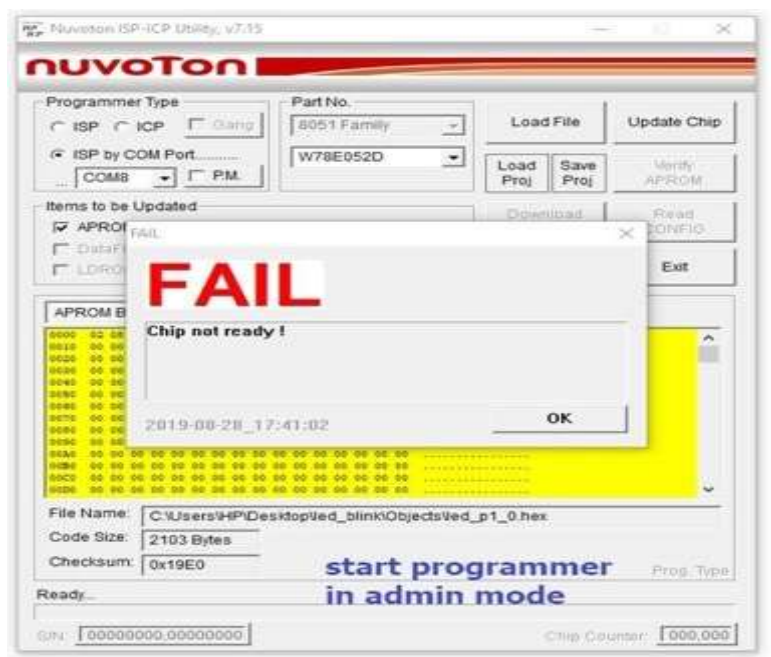 Nuvoton ISP-ICP Utility, v7.15
nuvoTon
Programmer Type
Part No.
ISP ICP Gang
8051 Family
Load File
Update Chip
ISP by COM Port..........
W78E052D
... COM8 P.M.
Load Proj
Save Proj
Verify APROM
Items to be Updated
Download
Read CONFIG
APRO
FAIL
DataF
LDRO
Exit
FAIL
APROM B
Chip not ready !
2019-08-28_17:41:02
OK
File Name: C:\Users\HP\Desktop\led_blink\Objects\led_p1_0.hex
Code Size: 2103 Bytes
Checksum: 0x19E0
start programmer
in admin mode
Prog. Type
Ready...
S/N: 00000000,00000000
Chip Counter: 000,000